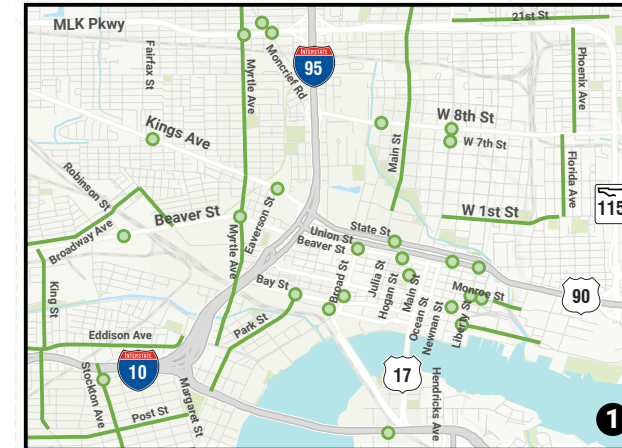 21st St
MLK Pkwy
Fairfax St
Myrtle Ave
Moncrief Rd
INTERSTATE
95
Phoenix Ave
Kings Ave
W 8th St
W 7th St
Main St
Florida Ave
Robinson St
Beaver St
Eaverson St
W 1st St
115
Broadway Ave
Myrtle Ave
State St
Union St
Beaver St
King St
Bay St
Broad St
Julia St
Hogan St
Main St
Ocean St
Newnan St
Liberty St
Monroe St
90
Eddison Ave
Park St
INTERSTATE
10
Stockton Ave
Margaret St
17
Hendricks Ave
Post St
1